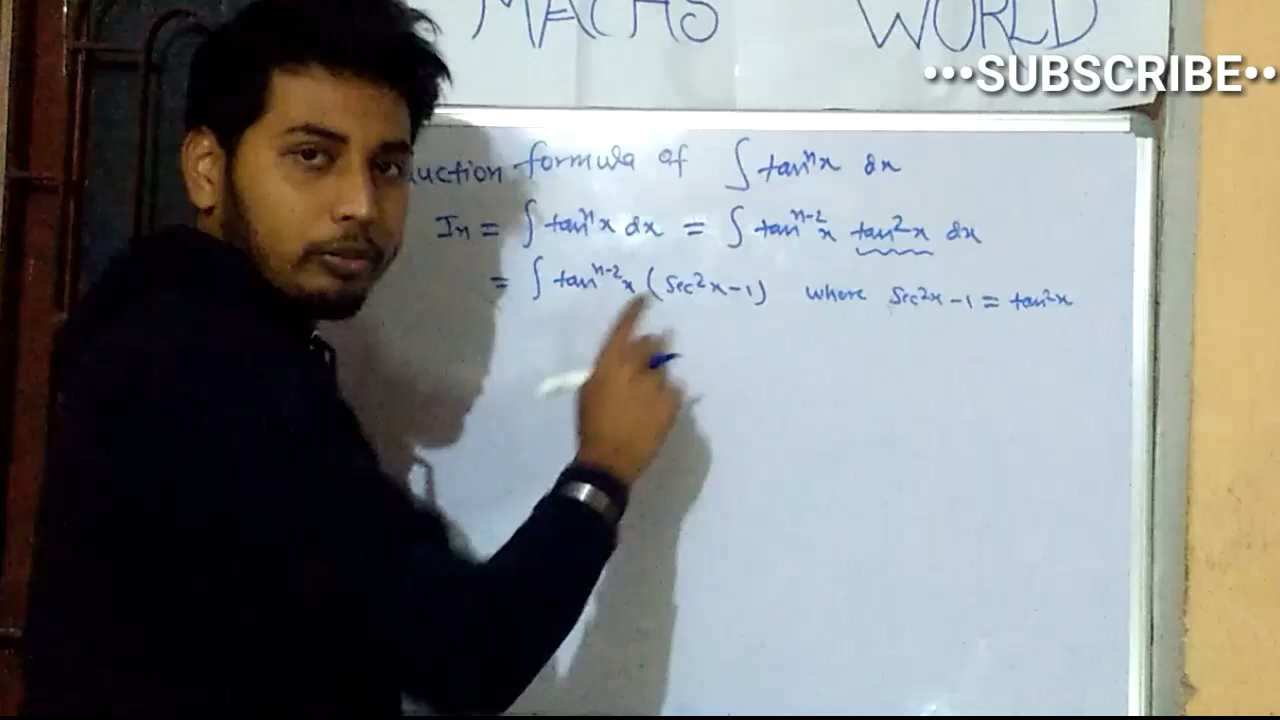 MATHS WORLD
•••SUBSCRIBE••
uction formula of ∫ tanⁿx dx
Iₙ = ∫ tanⁿx dx = ∫ tanⁿ⁻²x tan²x dx
= ∫ tanⁿ⁻²x (sec²x-1) where sec²x-1 = tan²x